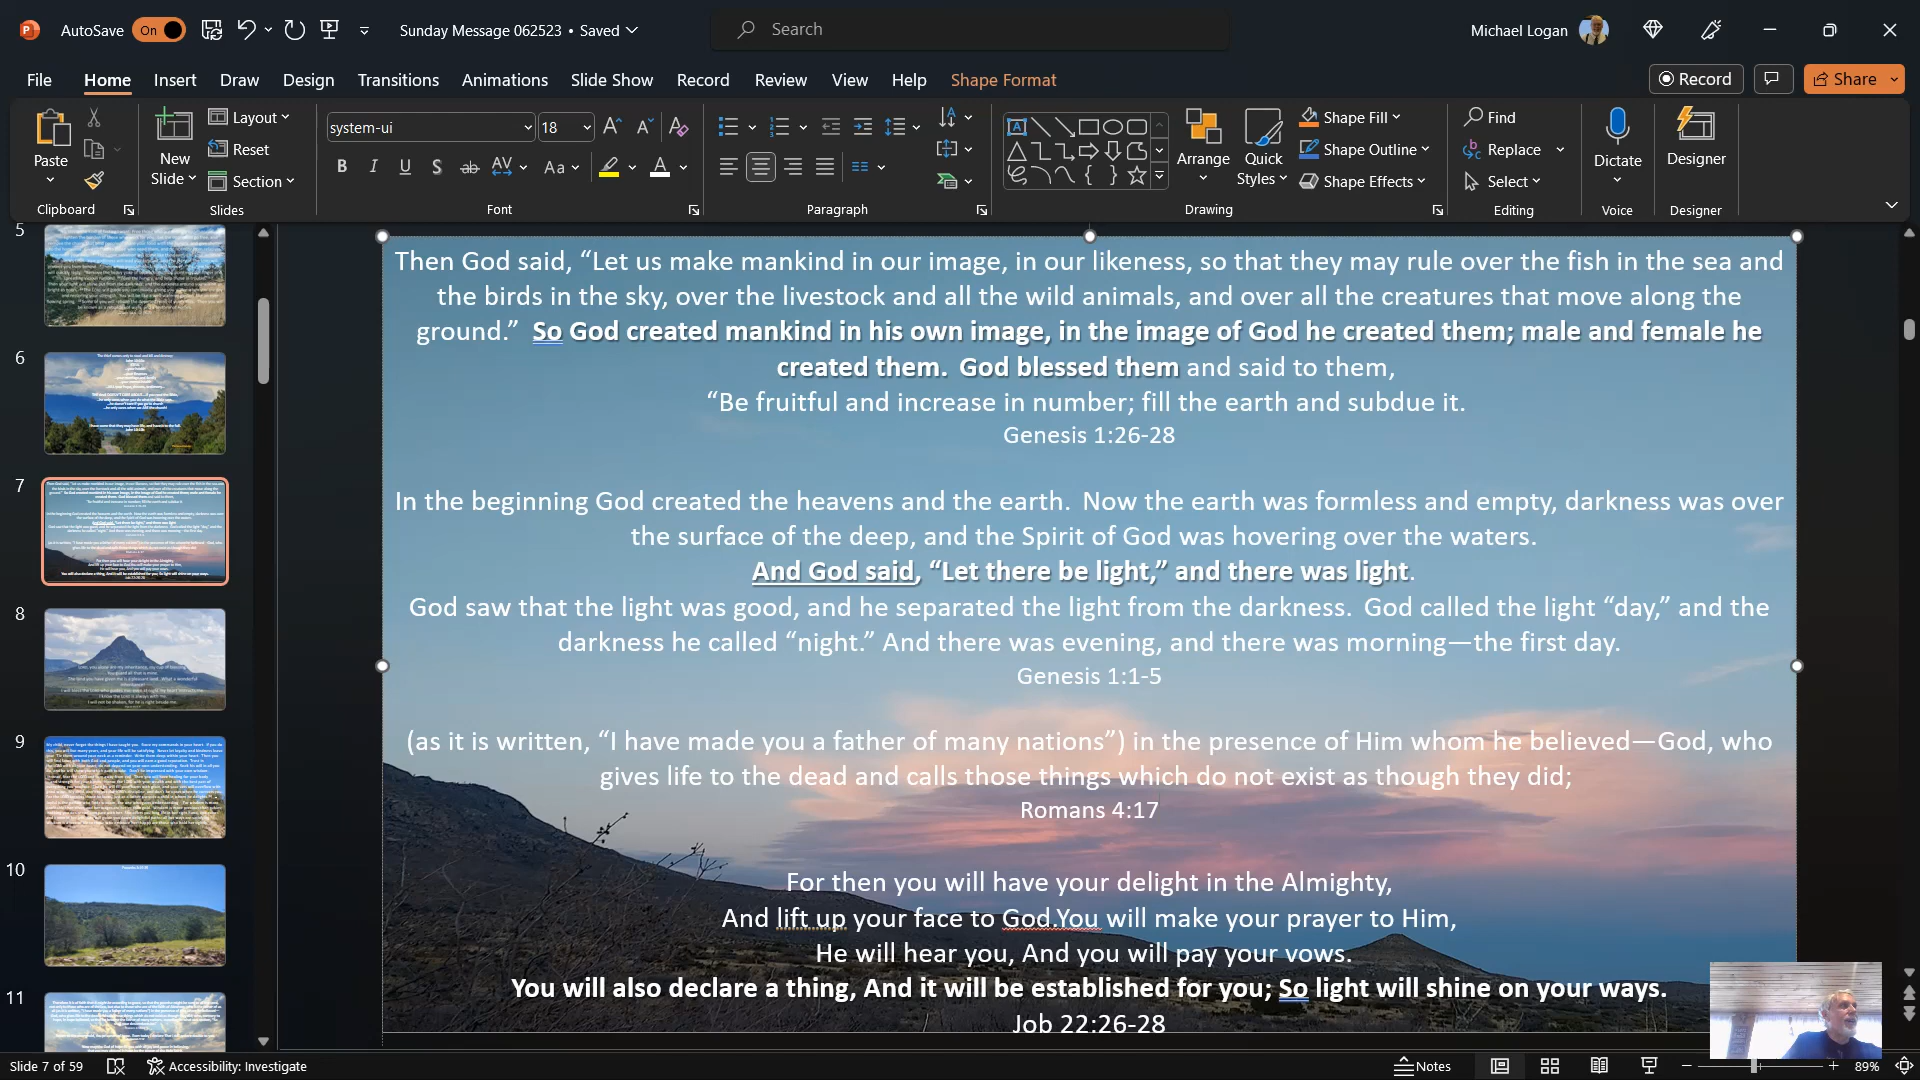 AutoSave On Sunday Message 062523 • Saved Search Michael Logan
File Home Insert Draw Design Transitions Animations Slide Show Record Review View Help Shape Format Record Share
Paste New Slide Layout Reset Section system-ui 18 Arrange Quick Styles Shape Fill Shape Outline Shape Effects Find Replace Select Dictate Designer
Clipboard Slides Font Paragraph Drawing Editing Voice Designer
5
6
7
8
9
10
11
Then God said, “Let us make mankind in our image, in our likeness, so that they may rule over the fish in the sea and
the birds in the sky, over the livestock and all the wild animals, and over all the creatures that move along the
ground.” So God created mankind in his own image, in the image of God he created them; male and female he
created them. God blessed them and said to them,
“Be fruitful and increase in number; fill the earth and subdue it.
Genesis 1:26-28
In the beginning God created the heavens and the earth. Now the earth was formless and empty, darkness was over
the surface of the deep, and the Spirit of God was hovering over the waters.
And God said, “Let there be light,” and there was light.
God saw that the light was good, and he separated the light from the darkness. God called the light “day,” and the
darkness he called “night.” And there was evening, and there was morning—the first day.
Genesis 1:1-5
(as it is written, “I have made you a father of many nations”) in the presence of Him whom he believed—God, who
gives life to the dead and calls those things which do not exist as though they did;
Romans 4:17
For then you will have your delight in the Almighty,
And lift up your face to God.You will make your prayer to Him,
He will hear you, And you will pay your vows.
You will also declare a thing, And it will be established for you; So light will shine on your ways.
Job 22:26-28
Slide 7 of 59 Accessibility: Investigate Notes 89%